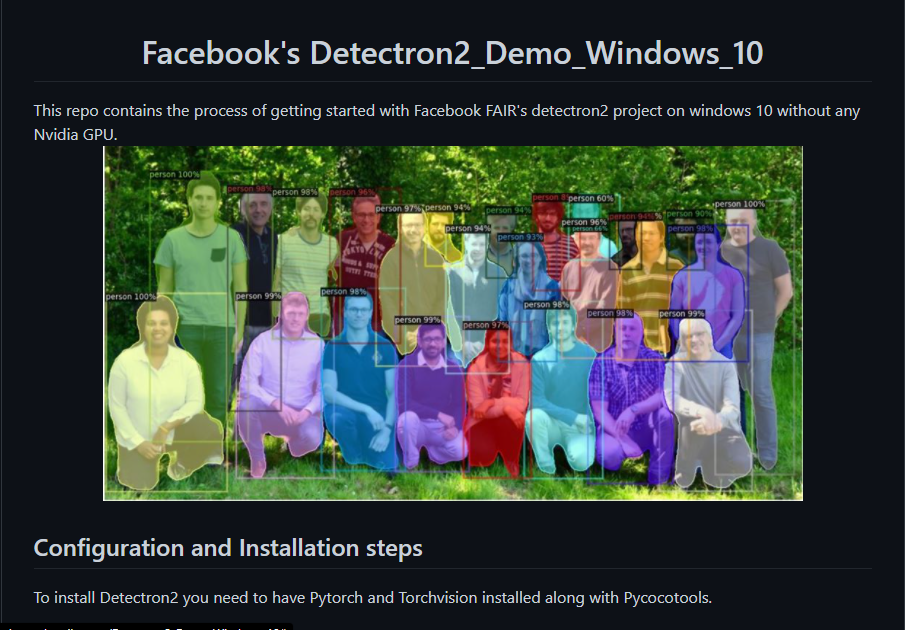 Facebook's Detectron2_Demo_Windows_10
This repo contains the process of getting started with Facebook FAIR's detectron2 project on windows 10 without any
Nvidia GPU.
person 100%
person 98%
person 98%
person 96%
person 97%
person 94%
person 94%
person 94%
person 93%
person
person 60%
person 96%
person 66%
person 94%
person 90%
person 98%
person 100%
person 100%
person 99%
person 98%
person 99%
person 97%
person 98%
person 98%
person 99%
Configuration and Installation steps
To install Detectron2 you need to have Pytorch and Torchvision installed along with Pycocotools.